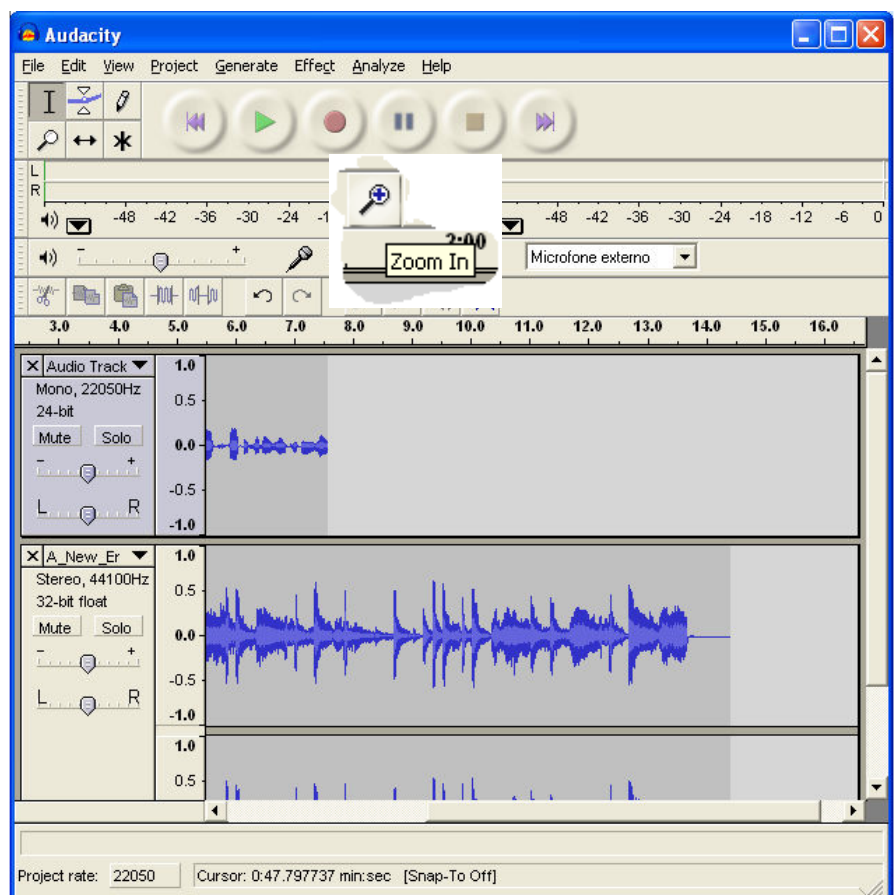 Audacity
File Edit View Project Generate Effect Analyze Help
L
R
-48 -42 -36 -30 -24 -48 -42 -36 -30 -24 -18 -12 -6 0
2:00
Zoom In
- + Microfone externo
3.0 4.0 5.0 6.0 7.0 8.0 9.0 10.0 11.0 12.0 13.0 14.0 15.0 16.0
X Audio Track 1.0
Mono, 22050Hz
24-bit 0.5
Mute Solo 0.0
- +
-0.5
L R
-1.0
X A_New_Er 1.0
Stereo, 44100Hz
32-bit float 0.5
Mute Solo 0.0
- +
-0.5
L R
-1.0
1.0
0.5
Project rate: 22050 Cursor: 0:47.797737 min:sec [Snap-To Off]